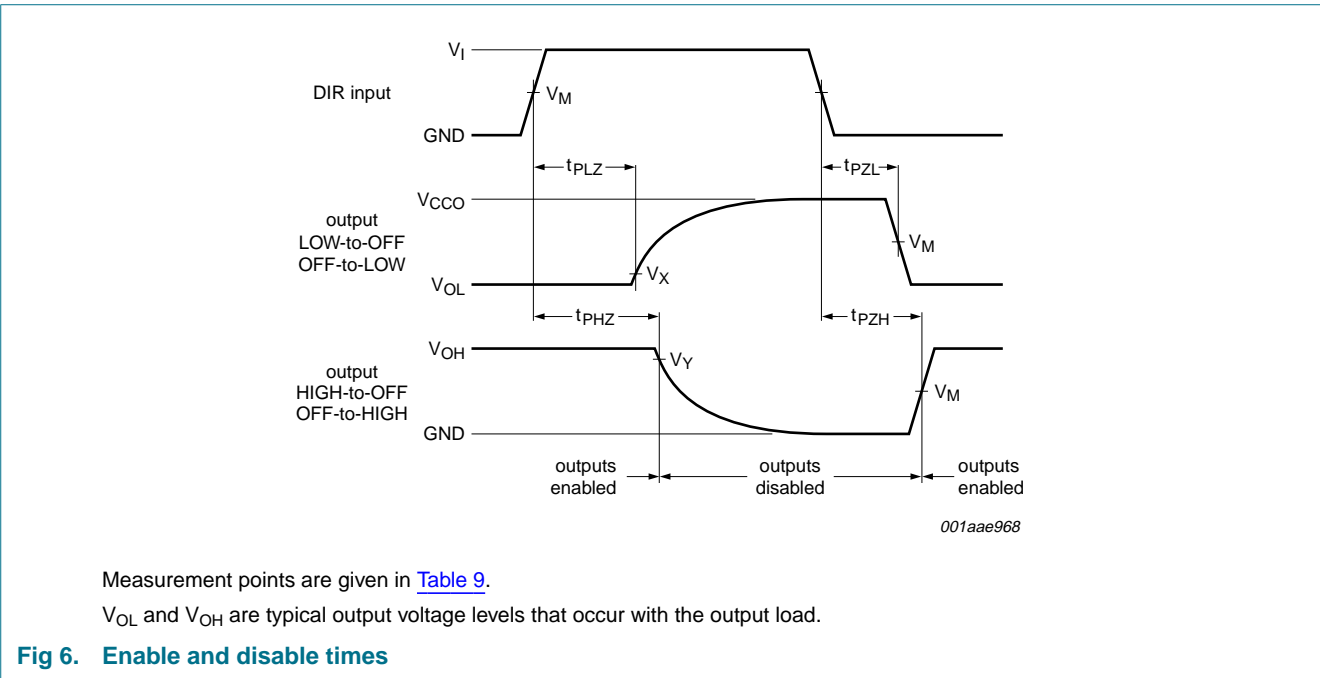 VI
DIR input
VM
GND
tPLZ
tPZL
VCCO
output
LOW-to-OFF
OFF-to-LOW
VM
VX
VOL
tPHZ
tPZH
VOH
VY
output
HIGH-to-OFF
OFF-to-HIGH
VM
GND
outputs
enabled
outputs
disabled
outputs
enabled
001aae968
Measurement points are given in Table 9.
VOL and VOH are typical output voltage levels that occur with the output load.
Fig 6. Enable and disable times